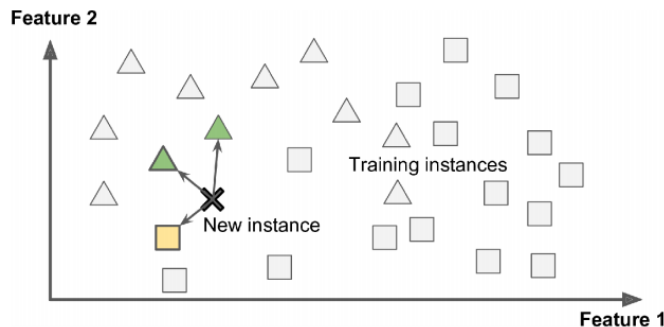 Feature 2
Training instances
New instance
Feature 1